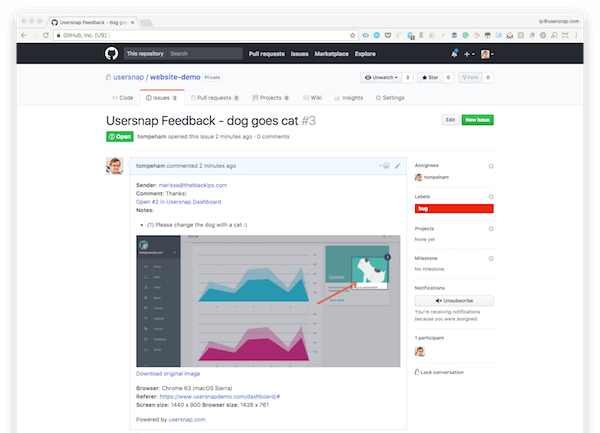 Usersnap Feedback - dog goes
tp@usersnap.com
GitHub, Inc. [US]
This repository Search
Pull requests Issues Marketplace Explore
usersnap / website-demo Private
Unwatch 3 Star 0 Fork 0
Code Issues 3 Pull requests 0 Projects 0 Wiki Insights Settings
Usersnap Feedback - dog goes cat #3
Edit New issue
Open tompeham opened this issue 2 minutes ago · 0 comments
tompeham commented 2 minutes ago
Sender: marissa@theblacklps.com
Comment: Thanks!
Open #2 in Usersnap Dashboard
Notes:
(1) Please change the dog with a cat :)
Updates
Download original image
Browser: Chrome 63 (macOS Sierra)
Referer: https://www.usersnapdemo.com/dashboard/#
Screen size: 1440 x 900 Browser size: 1426 x 761
Powered by usersnap.com
Assignees
tompeham
Labels
bug
Projects
None yet
Milestone
No milestone
Notifications
Unsubscribe
You're receiving notifications
because you were assigned.
1 participant
Lock conversation